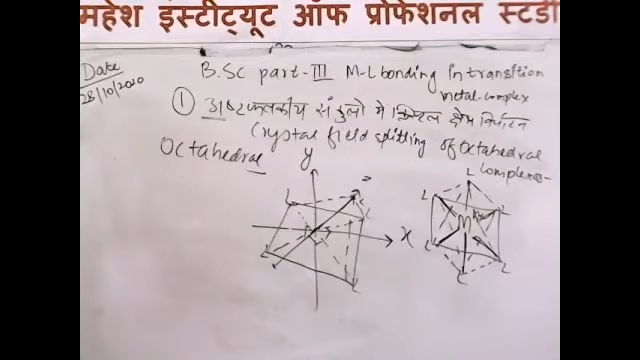 महेश इंस्टीट्यूट ऑफ प्रोफेशनल स्टडी
Date
28/10/2020
B.Sc part-III M-L bonding in transition
metal-complex
① अष्टफलकीय संकुलो मे क्रिस्टल क्षेत्र विपाटन
Crystal field splitting of Octahedral
complexes-
Octahedral
y
z
L
L
x
L
L
L
L
L
M
L
L
L